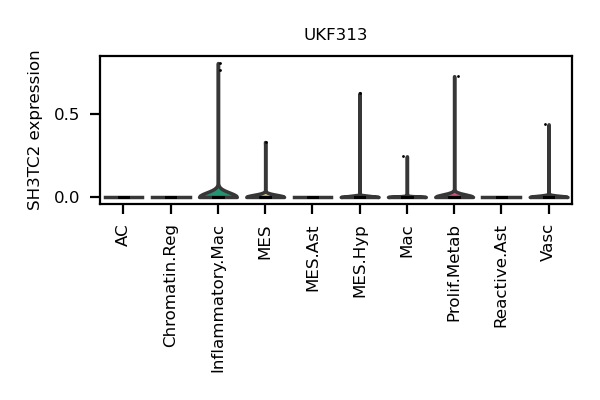 UKF313
SH3TC2 expression
0.5
0.0
AC
Chromatin.Reg
Inflammatory.Mac
MES
MES.Ast
MES.Hyp
Mac
Prolif.Metab
Reactive.Ast
Vasc